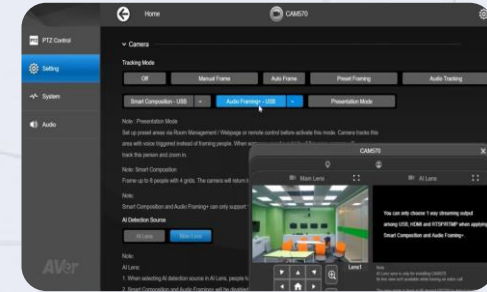 AVer
Home
CAM570
PTZ Control
Setting
System
Audio
Camera
Tracking Mode
Off
Manual Frame
Auto Frame
Preset Framing
Audio Tracking
Smart Composition - USB
Audio Framing+ - USB
Presentation Mode
Note: Presentation Mode
Set up preset areas via Room Management / Webpage or remote control before activate this mode. Camera tracks this
area with voice triggered instead of framing people. When
track this person and zoom in.
Note: Smart Composition
Frame up to 8 people with 4 grids. The camera will return
Note:
Smart Composition and Audio Framing+ can only support
AI Detection Source
AI Lens
Main Lens
Note:
AI Lens:
1. When selecting AI detection source in AI Lens, people
2. Smart Composition and Audio Framing+ will be disabled
AVer
CAM570
X
Main Lens
AI Lens
You can only choose 1 way streaming output
among USB, HDMI and RTSP/RTMP when applying
Smart Composition and Audio Framing+.
Lens1
Note: